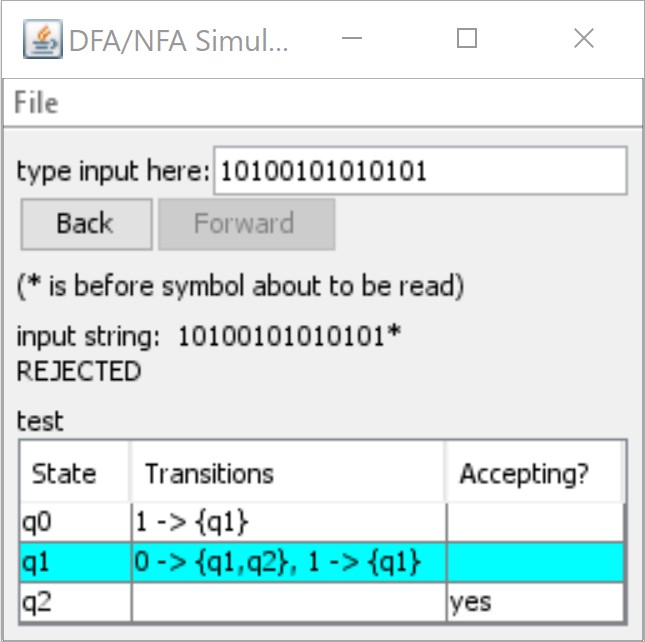 DFA/NFA Simul...
File
type input here: 10100101010101
Back Forward
(* is before symbol about to be read)
input string: 10100101010101*
REJECTED
test
State Transitions Accepting?
q0 1 -> {q1}
q1 0 -> {q1,q2}, 1 -> {q1}
q2 yes